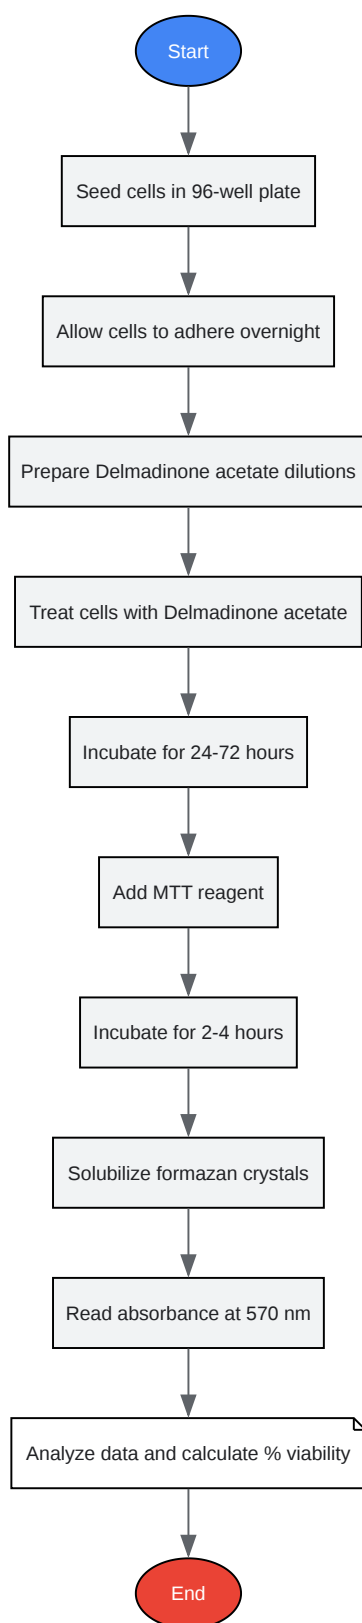 Start
Seed cells in 96-well plate
Allow cells to adhere overnight
Prepare Delmadinone acetate dilutions
Treat cells with Delmadinone acetate
Incubate for 24-72 hours
Add MTT reagent
Incubate for 2-4 hours
Solubilize formazan crystals
Read absorbance at 570 nm
Analyze data and calculate % viability
End